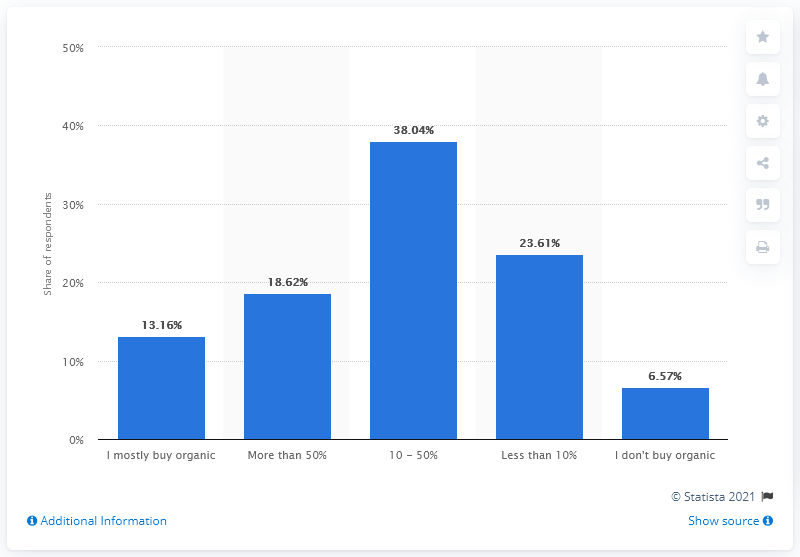 50%
40%
30%
20%
10%
0%
Share of respondents
13.16%
18.62%
38.04%
23.61%
6.57%
I mostly buy organic
More than 50%
10 – 50%
Less than 10%
I don't buy organic
© Statista 2021
Additional Information
Show source